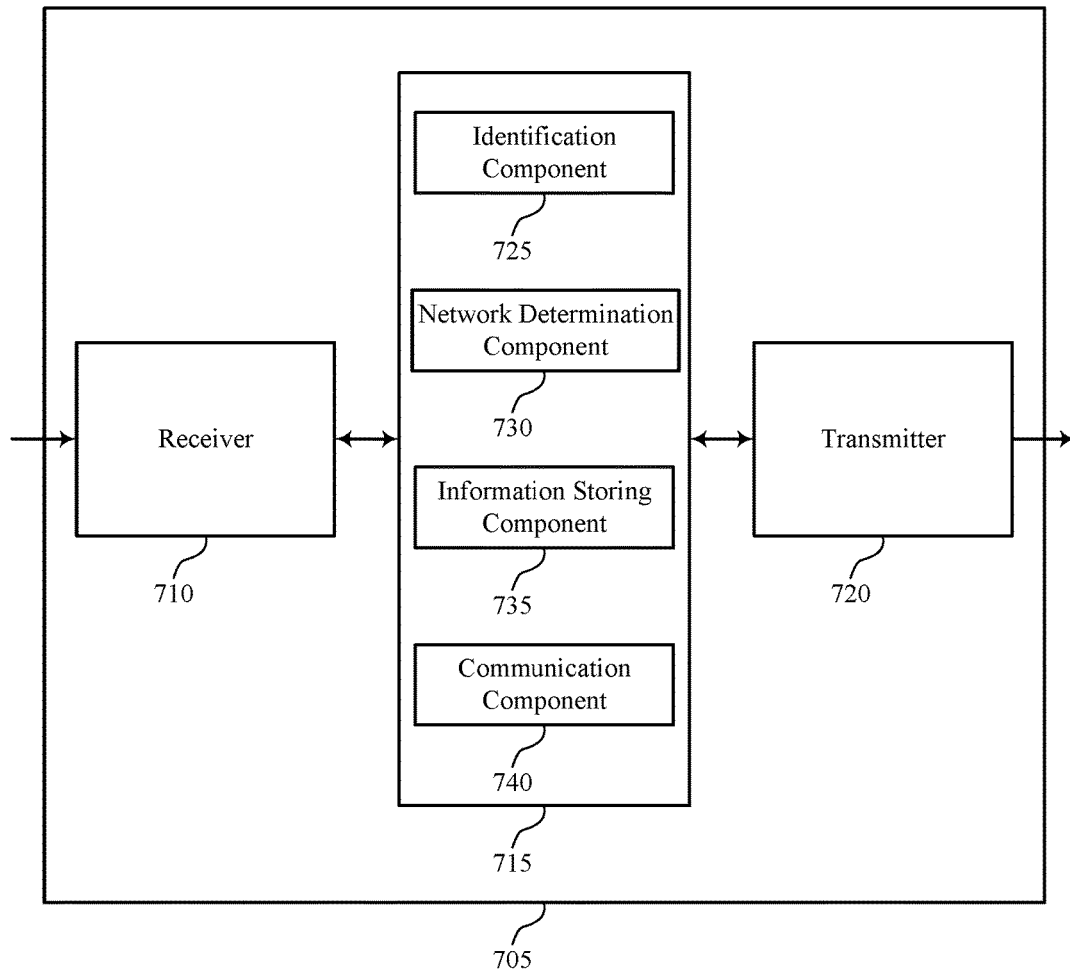 Identification
Component
725
Network Determination
Component
730
Receiver
710
Information Storing
Component
735
Communication
Component
740
715
Transmitter
720
705